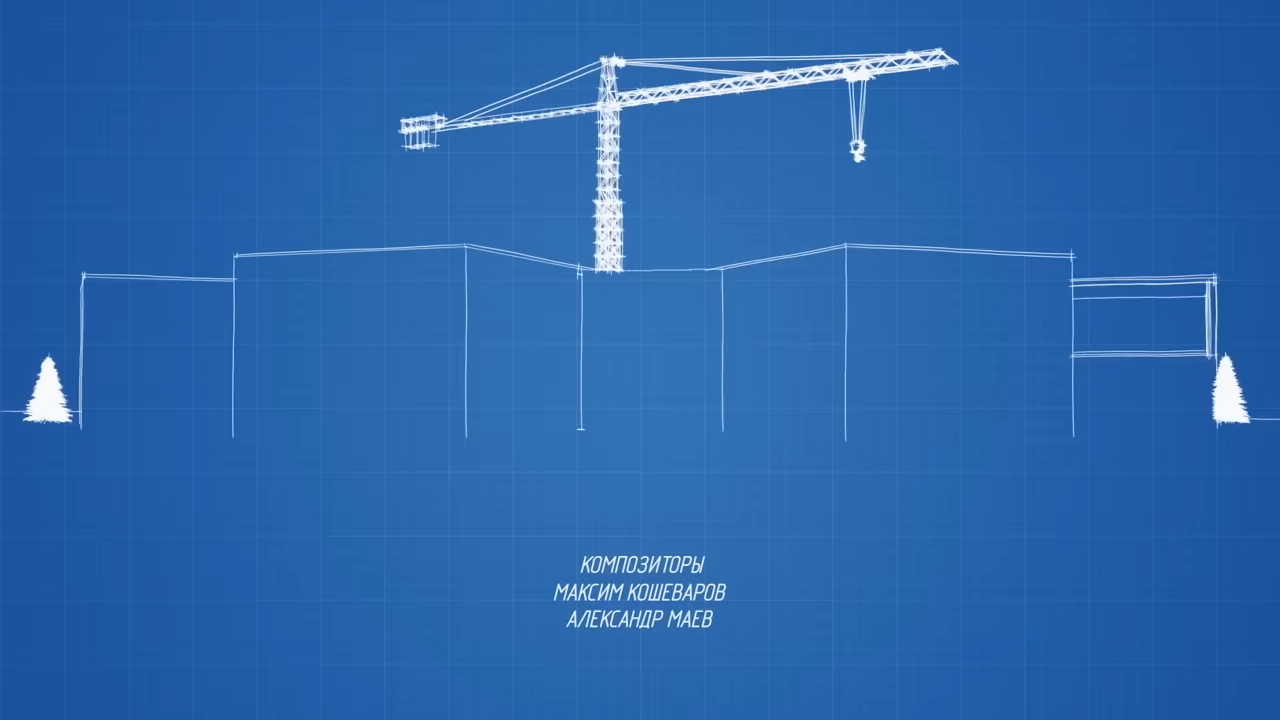 КОМПОЗИТОРЫ
МАКСИМ КОШЕВАРОВ
АЛЕКСАНДР МАЕВ